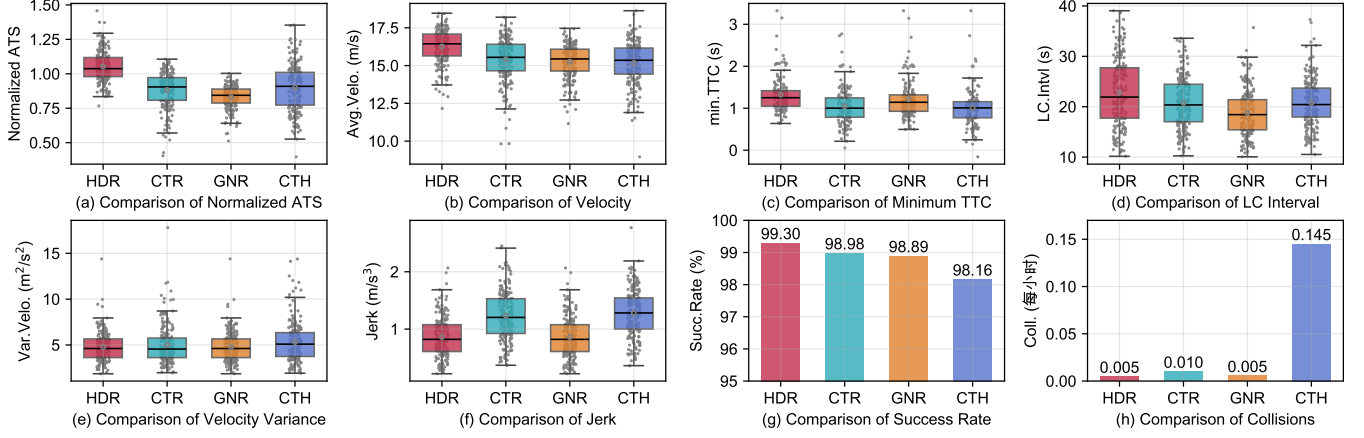 Normalized ATS
1.50
1.25
1.00
0.75
0.50
HDR CTR GNR CTH
(a) Comparison of Normalized ATS
Avg.Velo. (m/s)
17.5
15.0
12.5
10.0
HDR CTR GNR CTH
(b) Comparison of Velocity
min.TTC (s)
3
2
1
0
HDR CTR GNR CTH
(c) Comparison of Minimum TTC
LC.Intvl (s)
40
30
20
10
HDR CTR GNR CTH
(d) Comparison of LC Interval
Var.Velo. (m²/s²)
15
10
5
HDR CTR GNR CTH
(e) Comparison of Velocity Variance
Jerk (m/s³)
2
1
HDR CTR GNR CTH
(f) Comparison of Jerk
Succ.Rate (%)
100
99
98
97
96
95
99.30
98.98
98.89
98.16
HDR CTR GNR CTH
(g) Comparison of Success Rate
Coll. (每小时)
0.15
0.10
0.05
0.00
0.005
0.010
0.005
0.145
HDR CTR GNR CTH
(h) Comparison of Collisions